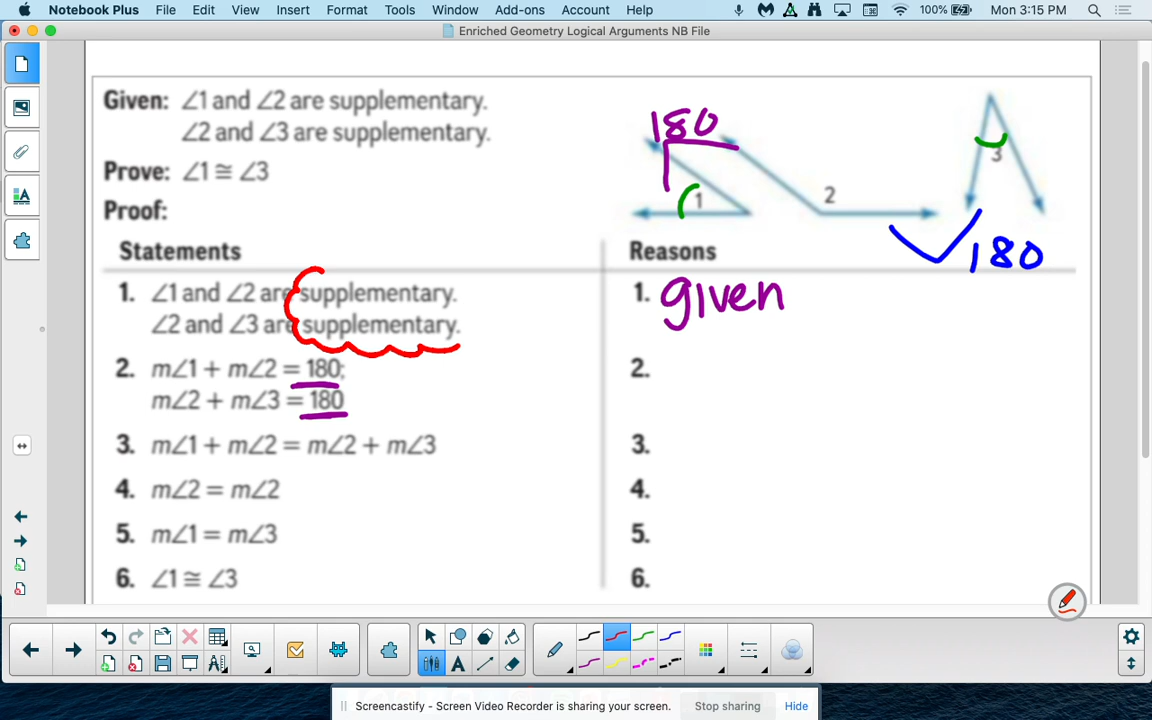 Notebook Plus File Edit View Insert Format Tools Window Add-ons Account Help 100% Mon 3:15 PM
Enriched Geometry Logical Arguments NB File
Given: ∠1 and ∠2 are supplementary.
∠2 and ∠3 are supplementary.
Prove: ∠1 ≅ ∠3
Proof:
180
1
2
3
180
Statements Reasons
1. ∠1 and ∠2 are supplementary. 1. given
∠2 and ∠3 are supplementary.
2. m∠1 + m∠2 = 180; 2.
m∠2 + m∠3 = 180
3. m∠1 + m∠2 = m∠2 + m∠3 3.
4. m∠2 = m∠2 4.
5. m∠1 = m∠3 5.
6. ∠1 ≅ ∠3 6.
Screencastify - Screen Video Recorder is sharing your screen. Stop sharing Hide